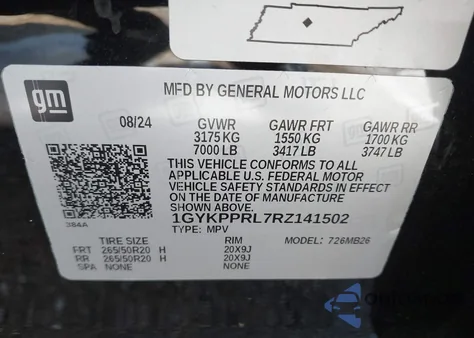 gm
MFD BY GENERAL MOTORS LLC
08/24 GVWR GAWR FRT GAWR RR
3175 KG 1550 KG 1700 KG
7000 LB 3417 LB 3747 LB
THIS VEHICLE CONFORMS TO ALL
APPLICABLE U.S. FEDERAL MOTOR
VEHICLE SAFETY STANDARDS IN EFFECT
ON THE DATE OF MANUFACTURE
SHOWN ABOVE.
1GYKPPRL7RZ141502
384A TYPE: MPV
TIRE SIZE RIM MODEL: 726MB26
FRT 265/50R20 H 20X9J
RR 265/50R20 H 20X9J
SPA NONE NONE